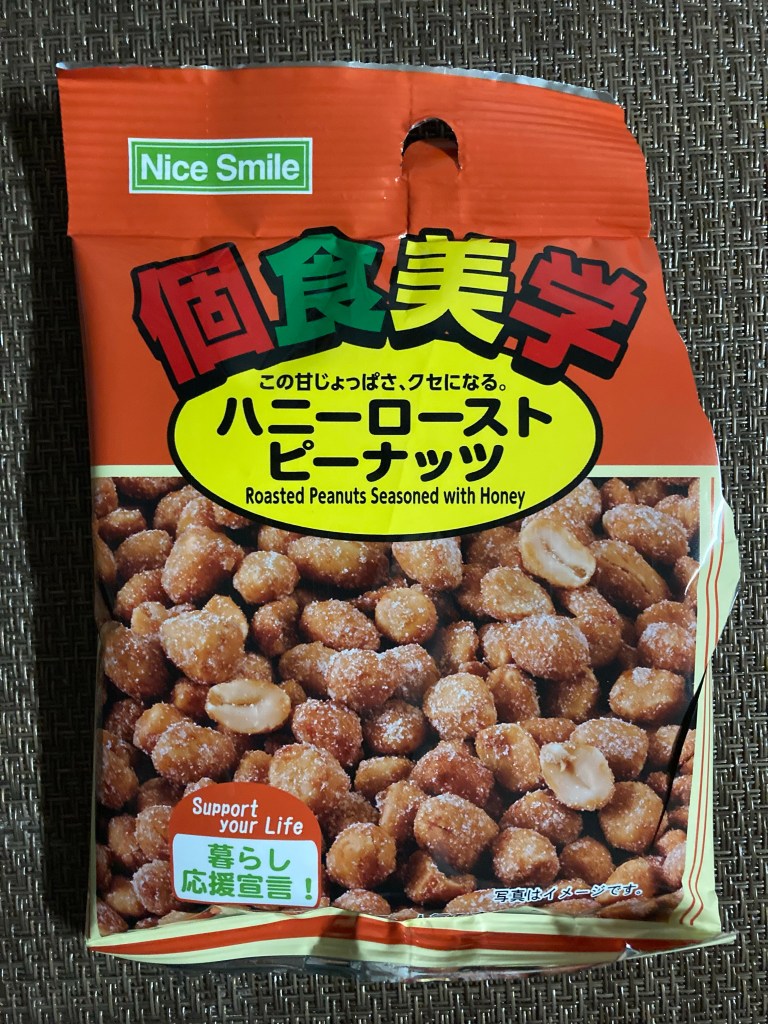 Nice Smile
個食美学
この甘じょっぱさ、クセになる。
ハニーロースト
ピーナッツ
Roasted Peanuts Seasoned with Honey
Support
your Life
暮らし
応援宣言！
写真はイメージです。